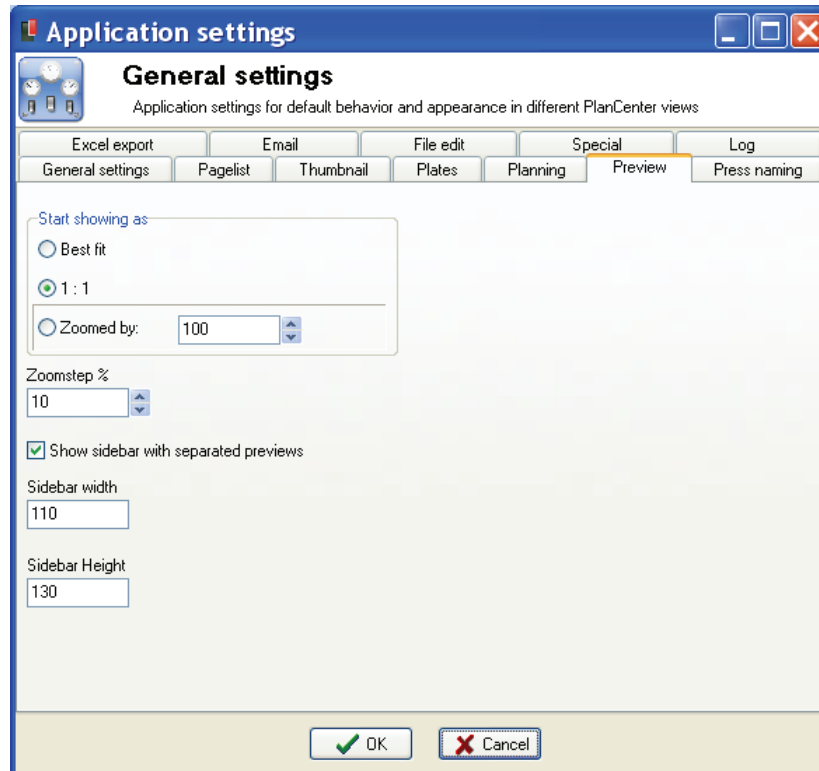 Application settings
General settings
Application settings for default behavior and appearance in different PlanCenter views
Excel export Email File edit Special Log
General settings Pagelist Thumbnail Plates Planning Preview Press naming
Start showing as
Best fit
1 : 1
Zoomed by: 100
Zoomstep %
10
Show sidebar with separated previews
Sidebar width
110
Sidebar Height
130
OK Cancel